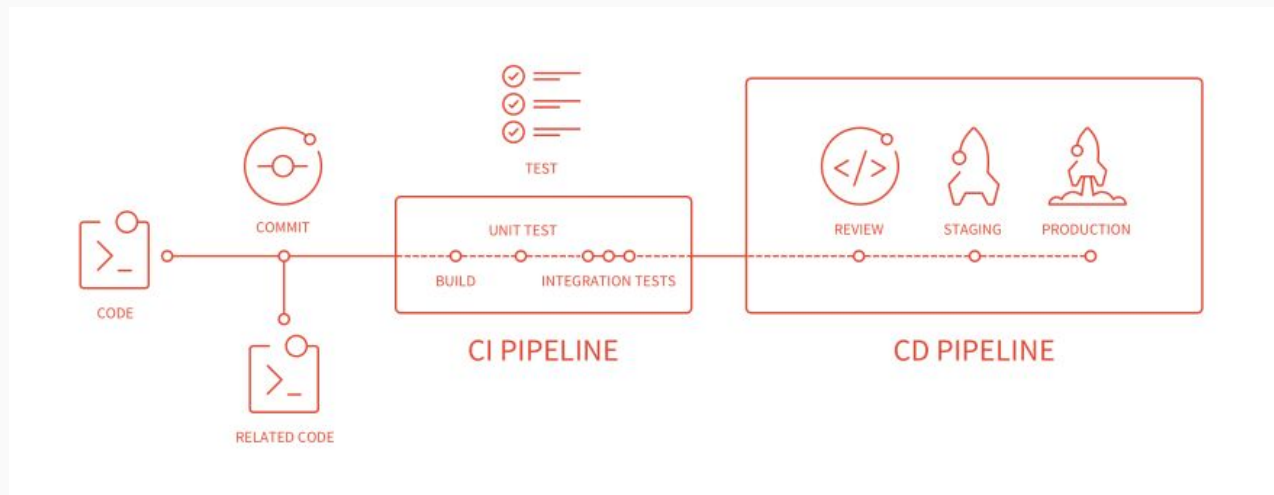 TEST
COMMIT
UNIT TEST
REVIEW
STAGING
PRODUCTION
BUILD
INTEGRATION TESTS
CODE
CI PIPELINE
CD PIPELINE
RELATED CODE